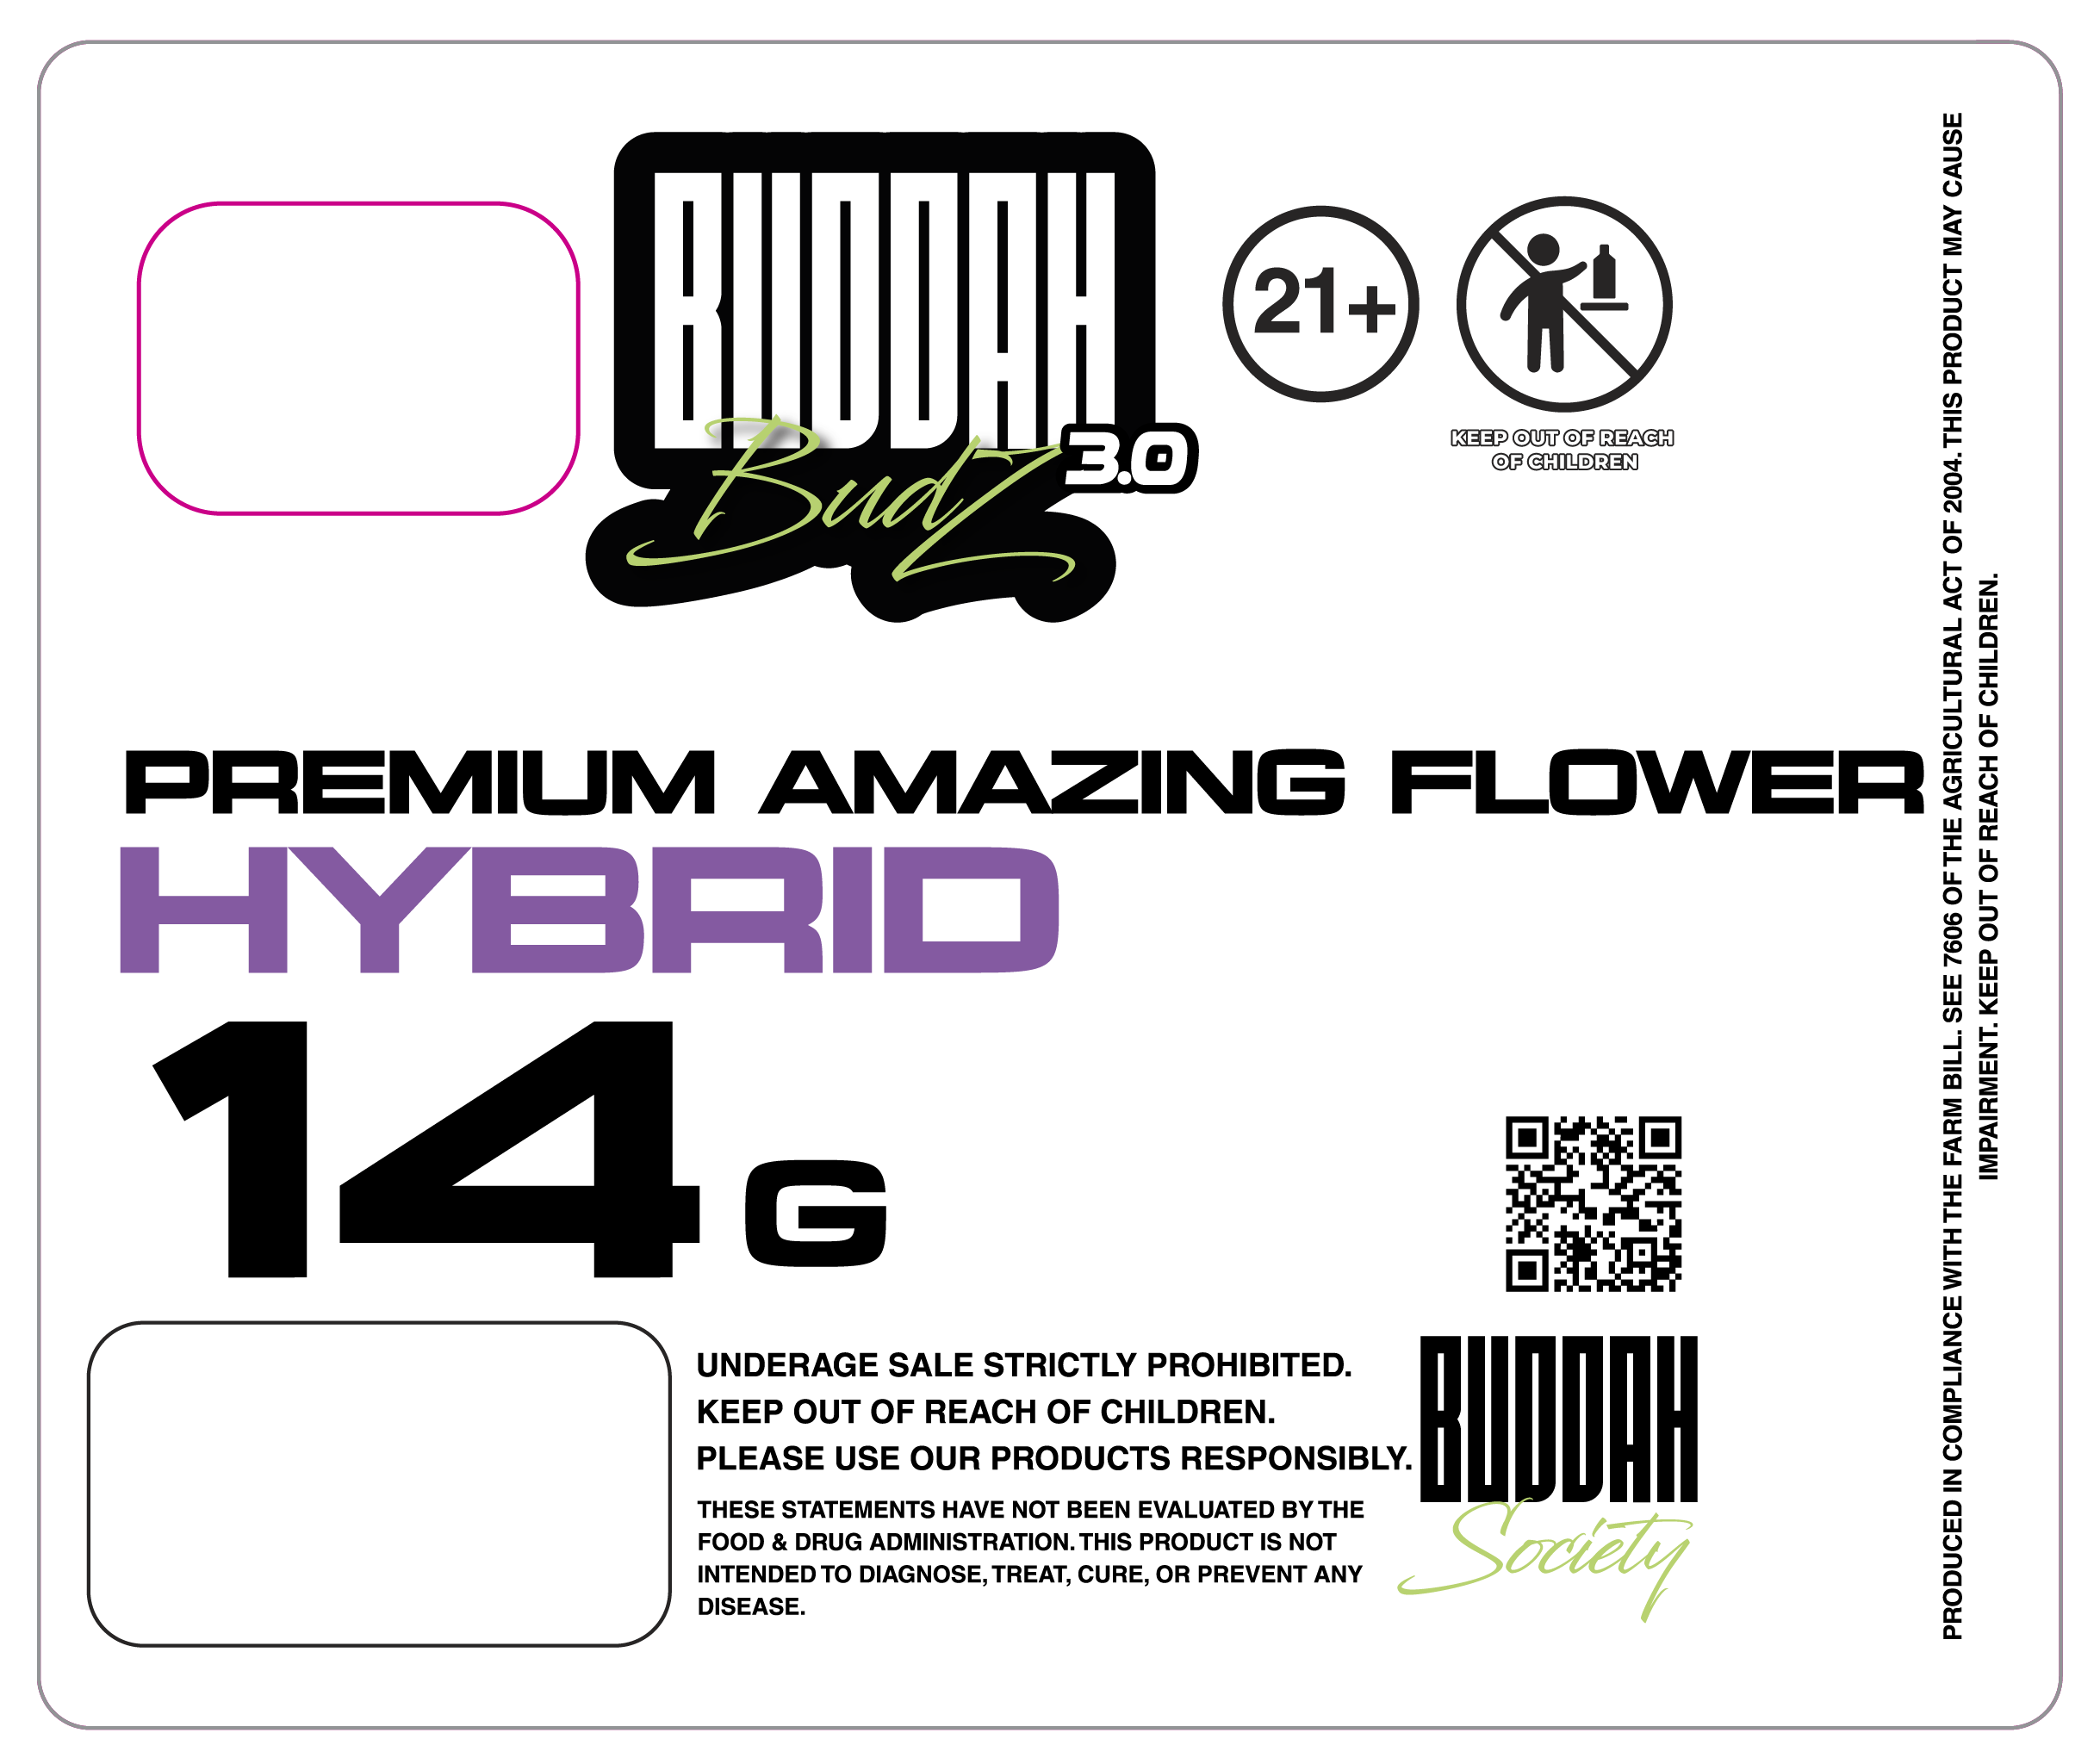 BUDDAH
BudZ
3.0
21+
KEEP OUT OF REACH
OF CHILDREN
PREMIUM AMAZING FLOWER
HYBRID
14 G
UNDERAGE SALE STRICTLY PROHIBITED.
KEEP OUT OF REACH OF CHILDREN.
PLEASE USE OUR PRODUCTS RESPONSIBLY.
THESE STATEMENTS HAVE NOT BEEN EVALUATED BY THE
FOOD & DRUG ADMINISTRATION. THIS PRODUCT IS NOT
INTENDED TO DIAGNOSE, TREAT, CURE, OR PREVENT ANY
DISEASE.
BUDDAH
Society
PRODUCED IN COMPLIANCE WITH THE FARM BILL. SEE 7606 OF THE AGRICULTURAL ACT OF 2004. THIS PRODUCT MAY CAUSE
IMPAIRMENT. KEEP OUT OF REACH OF CHILDREN.